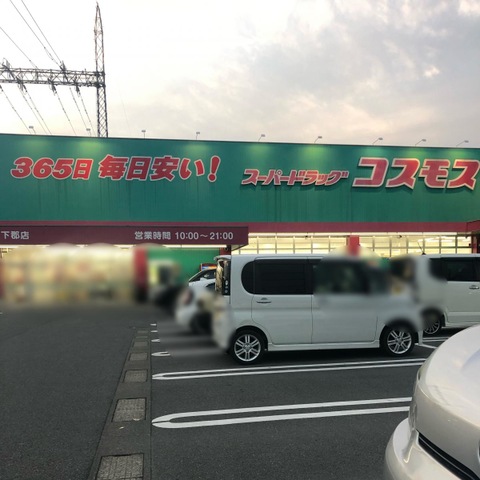 365日 毎日安い!
スーパードラッグ コスモス
下郡店 営業時間 10:00～21:00